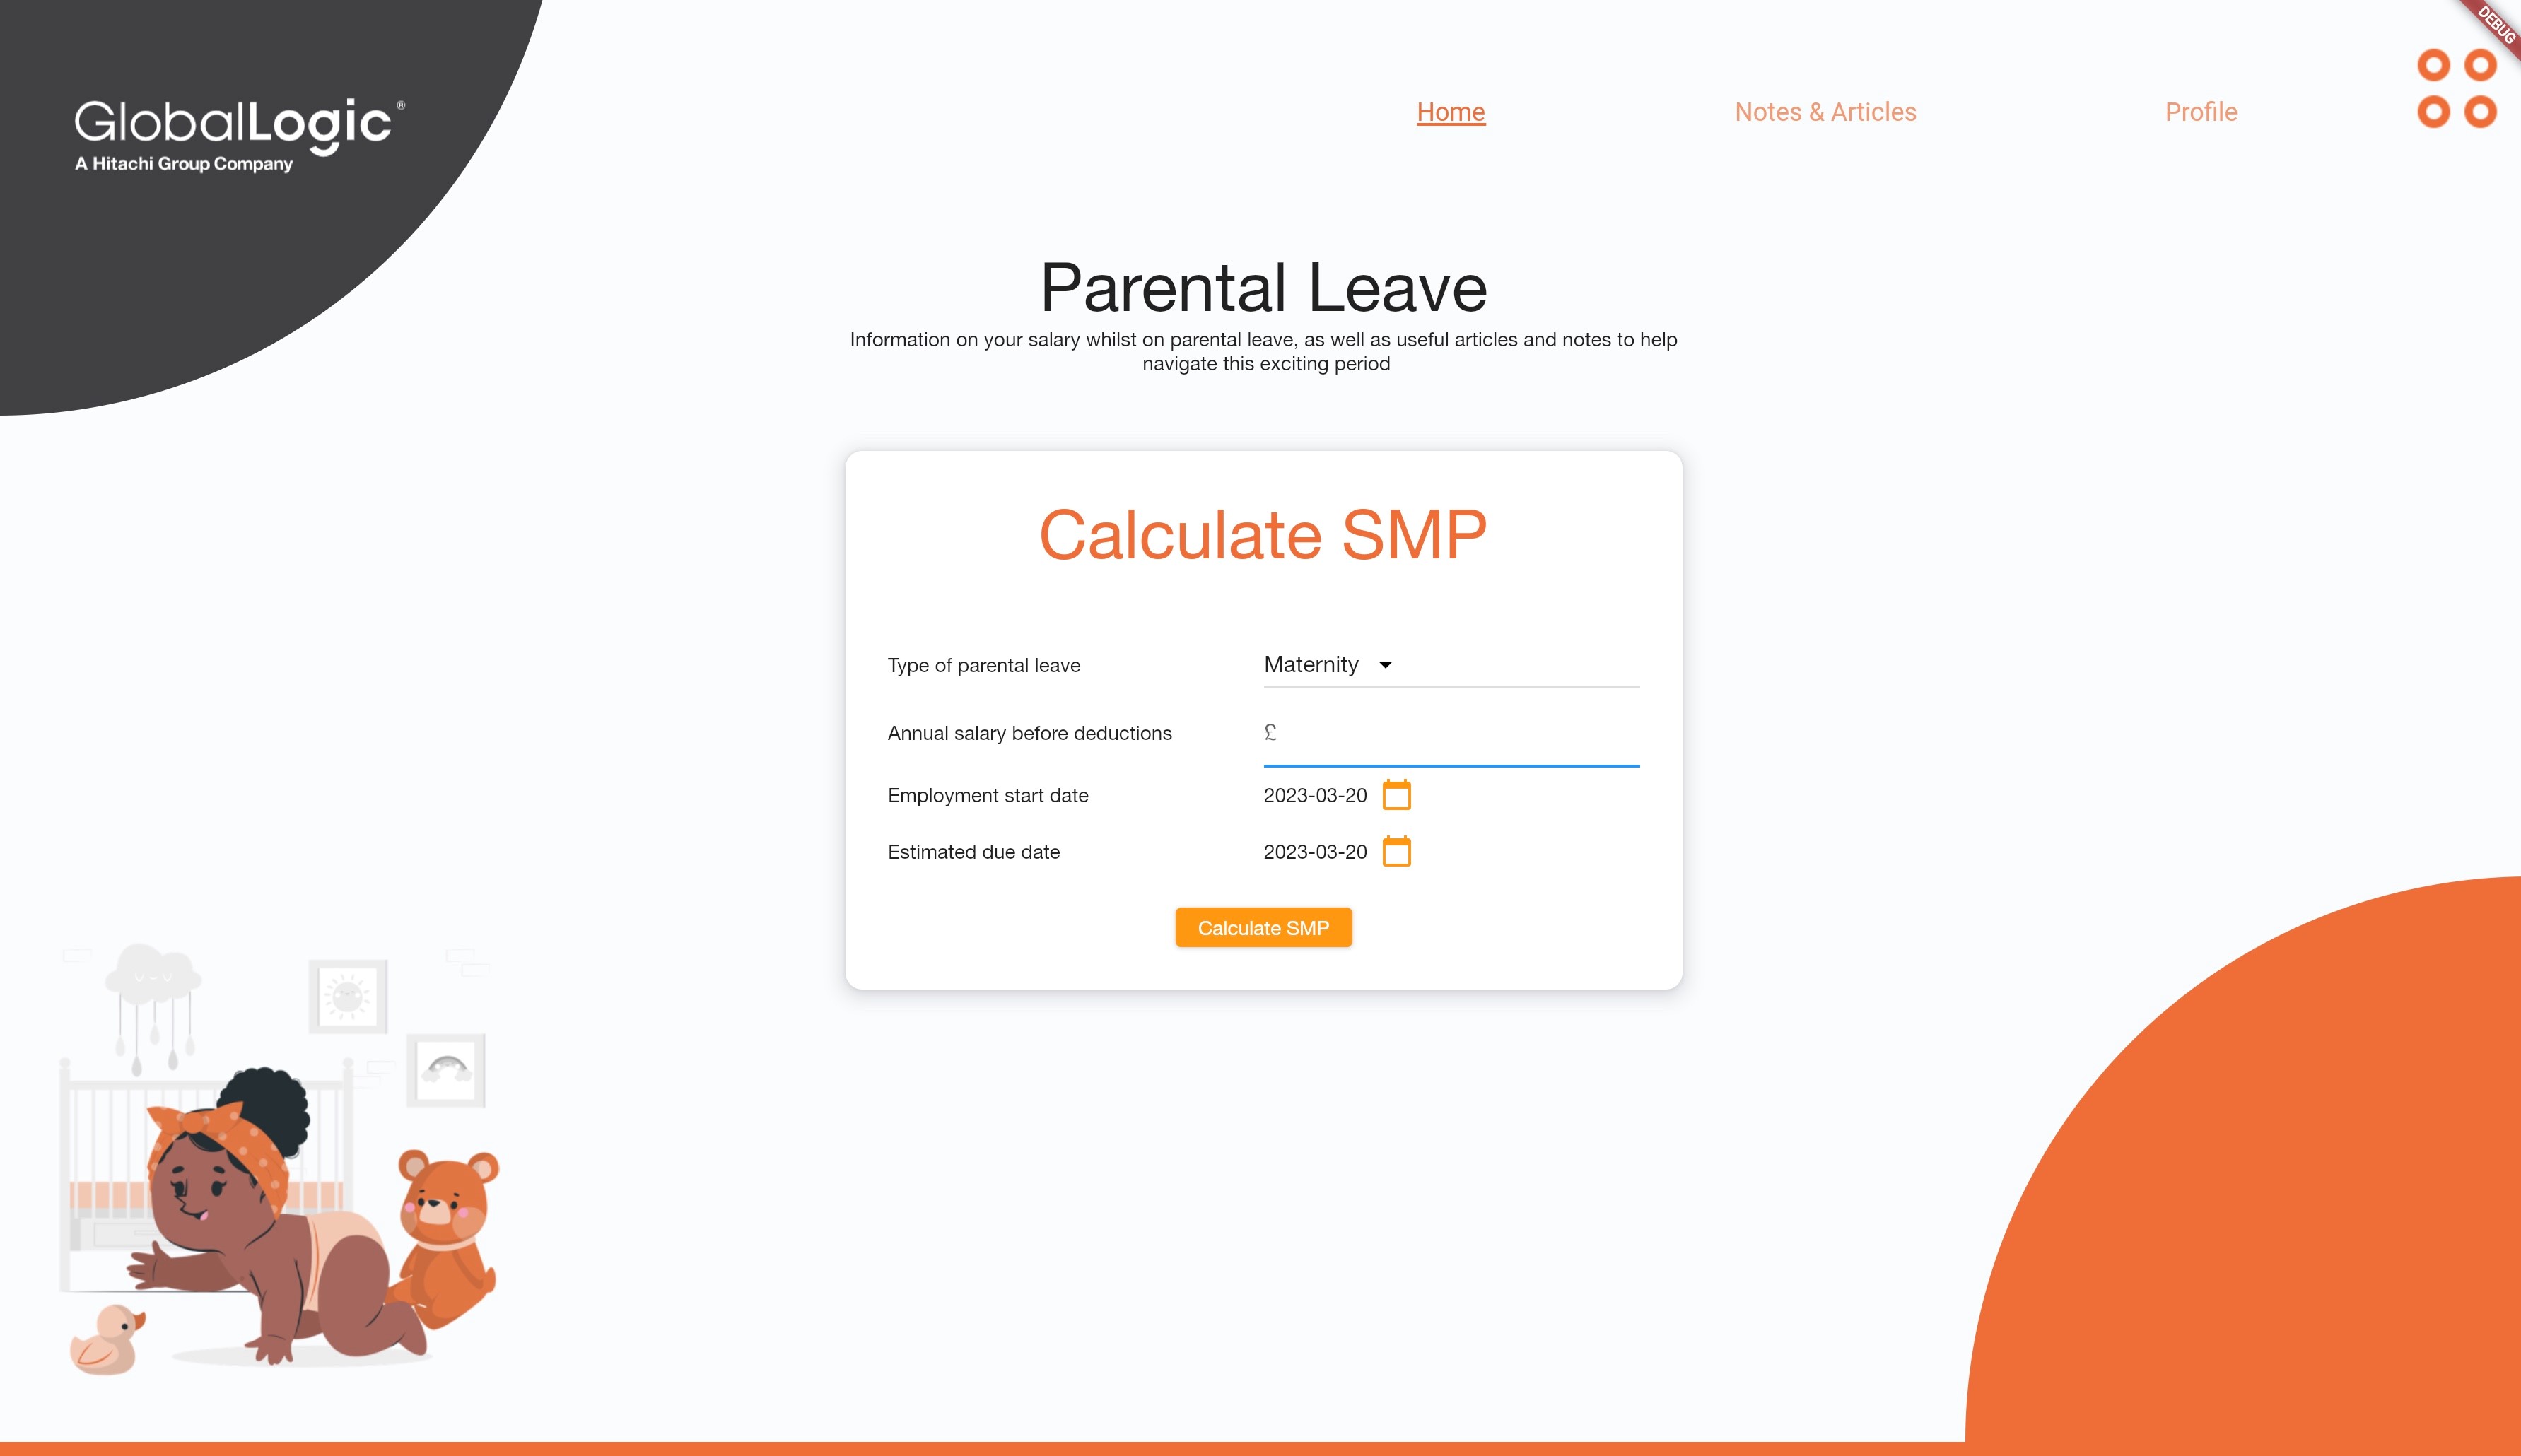 DEBUG
GlobalLogic®
A Hitachi Group Company
Home
Notes & Articles
Profile
Parental Leave
Information on your salary whilst on parental leave, as well as useful articles and notes to help
navigate this exciting period
Calculate SMP
Type of parental leave
Maternity
Annual salary before deductions
£
Employment start date
2023-03-20
Estimated due date
2023-03-20
Calculate SMP